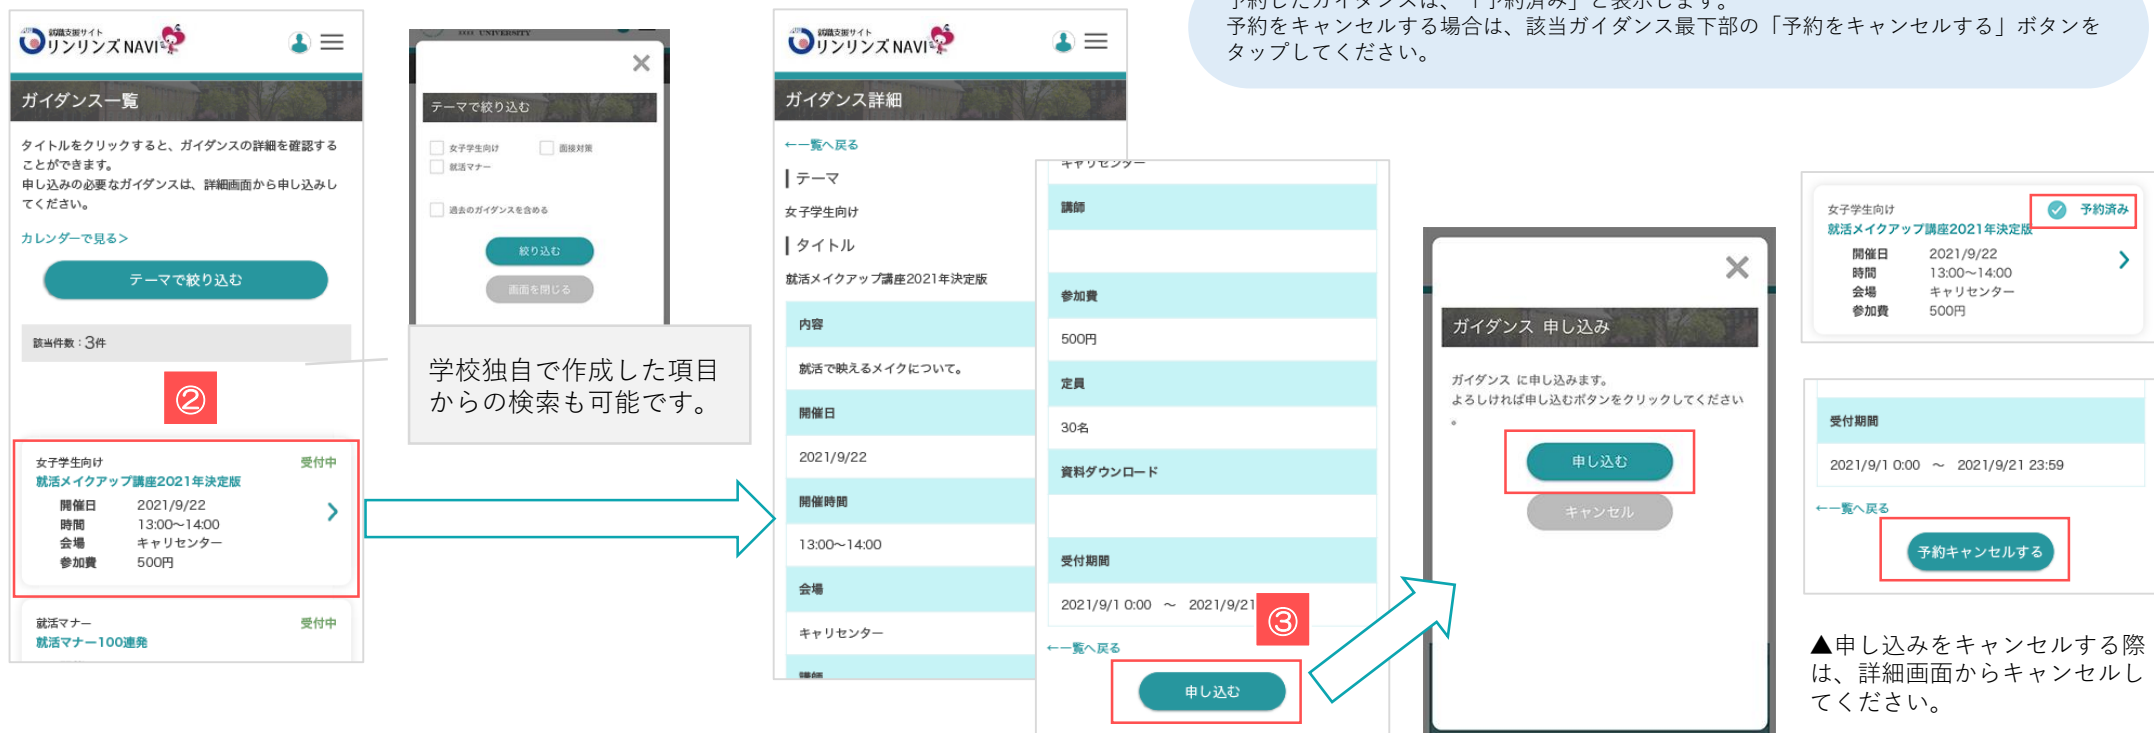 就職支援サイト
リンリンズ NAVI
ガイダンス一覧
タイトルをクリックすると、ガイダンスの詳細を確認する
ことができます。
申し込みの必要なガイダンスは、詳細画面から申し込みし
てください。
カレンダーで見る>
テーマで絞り込む
該当件数：3件
②
女子学生向け
受付中
就活メイクアップ講座2021年決定版
開催日 2021/9/22
時間 13:00〜14:00
会場 キャリセンター
参加費 500円
就活マナー
受付中
就活マナー100連発
UNIVERSITY
テーマで絞り込む
女子学生向け 面接対策
就活マナー
過去のガイダンスを含める
絞り込む
画面を閉じる
学校独自で作成した項目
からの検索も可能です。
就職支援サイト
リンリンズ NAVI
ガイダンス詳細
←一覧へ戻る
テーマ
女子学生向け
タイトル
就活メイクアップ講座2021年決定版
内容
就活で映えるメイクについて。
開催日
2021/9/22
開催時間
13:00〜14:00
会場
キャリセンター
講師
キャリセンター
講師
参加費
500円
定員
30名
資料ダウンロード
受付期間
2021/9/1 0:00 〜 2021/9/21
③
←一覧へ戻る
申し込む
ガイダンス 申し込み
ガイダンス に申し込みます。
よろしければ申し込むボタンをクリックしてください
。
申し込む
キャンセル
予約したガイダンスは、「予約済み」と表示します。
予約をキャンセルする場合は、該当ガイダンス最下部の「予約をキャンセルする」ボタンを
タップしてください。
女子学生向け
予約済み
就活メイクアップ講座2021年決定版
開催日 2021/9/22
時間 13:00〜14:00
会場 キャリセンター
参加費 500円
受付期間
2021/9/1 0:00 〜 2021/9/21 23:59
←一覧へ戻る
予約キャンセルする
▲申し込みをキャンセルする際
は、詳細画面からキャンセルし
てください。